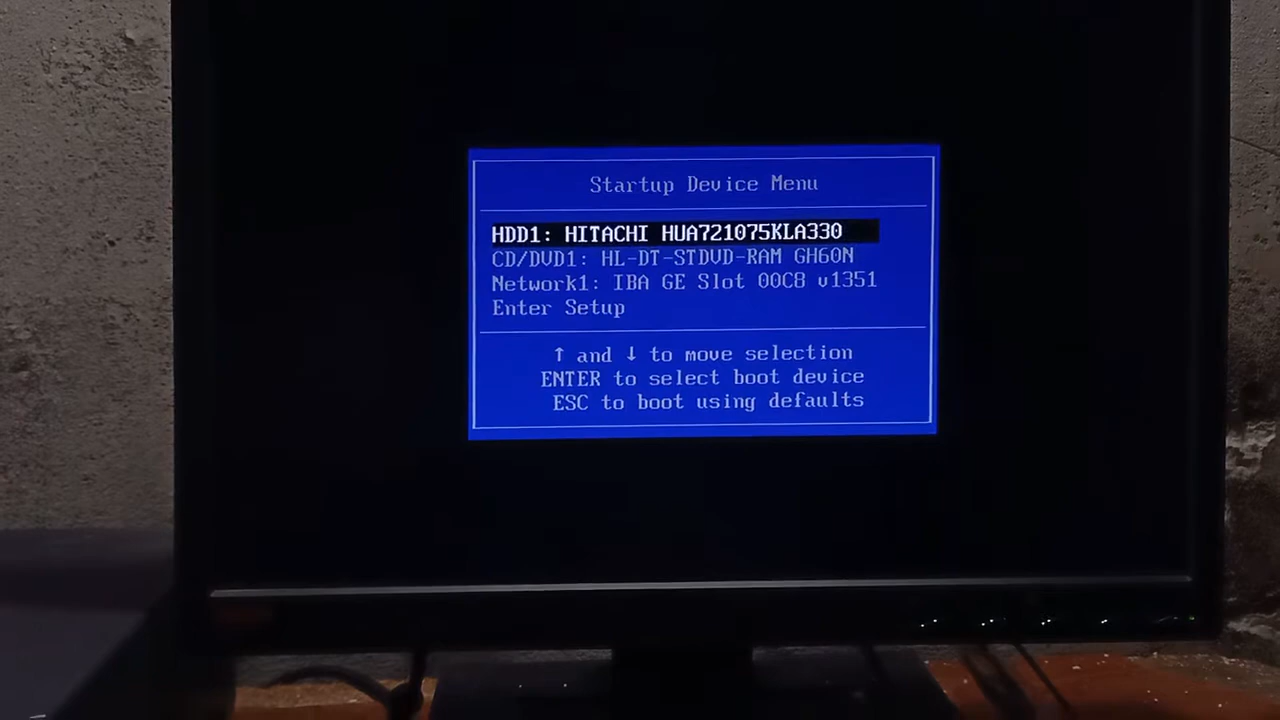 Startup Device Menu
HDD1: HITACHI HUA721075KLA330
CD/DVD1: HL-DT-STDVD-RAM GH60N
Network1: IBA GE Slot 00C8 v1351
Enter Setup
↑ and ↓ to move selection
ENTER to select boot device
ESC to boot using defaults